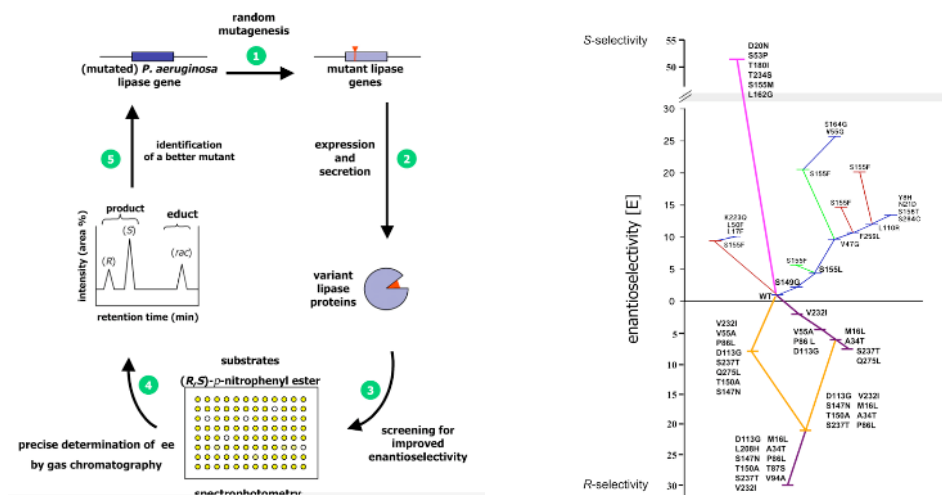 random
mutagenesis
1
(mutated) P. aeruginosa
lipase gene
mutant lipase
genes
5
identification
of a better mutant
expression
and
secretion
2
product
educt
(S)
(R)
(rac)
intensity (area %)
retention time (min)
variant
lipase
proteins
substrates
(R,S)-p-nitrophenyl ester
4
3
precise determination of ee
by gas chromatography
screening for
improved
enantioselectivity
spectrophotometry
S-selectivity
55
50
30
25
20
15
10
5
0
5
10
15
20
25
30
R-selectivity
enantioselectivity [E]
D20N
S53P
T180I
T234S
S155M
L162G
S164G
V55G
S155F
S155F
S155F
K223Q
L50F
L17F
S155F
V47G
F259L
L110R
Y8H
N21D
S158T
S264C
S155F
S155L
S149G
WT
V232I
V232I
V55A
P86L
D113G
S237T
Q275L
T150A
S147N
V55A
P86 L
D113G
M16L
A34T
S237T
Q275L
D113G V232I
S147N M16L
T150A A34T
S237T P86L
D113G M16L
L208H A34T
S147N P86L
T150A T87S
S237T V94A
V232I